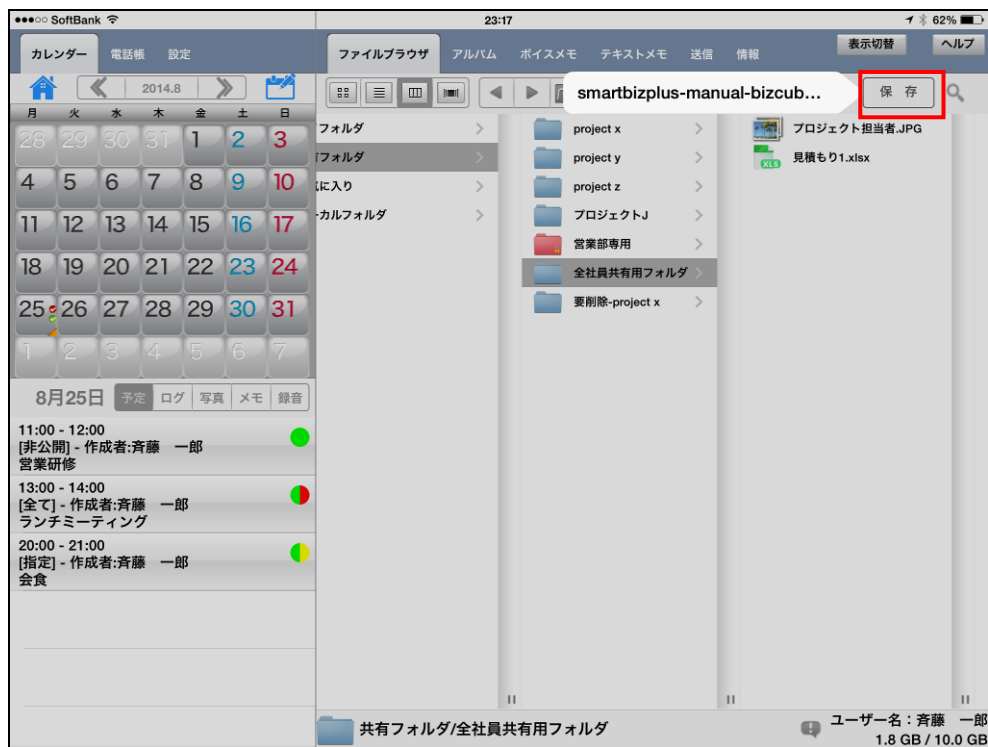 SoftBank
23:17
62%
カレンダー 電話帳 設定
ファイルブラウザ アルバム ボイスメモ テキストメモ 送信 情報 表示切替 ヘルプ
2014.8
smartbizplus-manual-bizcub... 保 存
月 火 水 木 金 土 日
28 29 30 31 1 2 3
4 5 6 7 8 9 10
11 12 13 14 15 16 17
18 19 20 21 22 23 24
25 26 27 28 29 30 31
1 2 3 4 5 6 7
8月25日 予定 ログ 写真 メモ 録音
11:00 - 12:00
[非公開] - 作成者:斉藤 一郎
営業研修
13:00 - 14:00
[全て] - 作成者:斉藤 一郎
ランチミーティング
20:00 - 21:00
[指定] - 作成者:斉藤 一郎
会食
フォルダ
フォルダ
に入り
カルフォルダ
project x
project y
project z
プロジェクトJ
営業部専用
全社員共有用フォルダ
要削除-project x
プロジェクト担当者.JPG
XLS 見積もり1.xlsx
共有フォルダ/全社員共有用フォルダ
ユーザー名:斉藤 一郎
1.8 GB / 10.0 GB